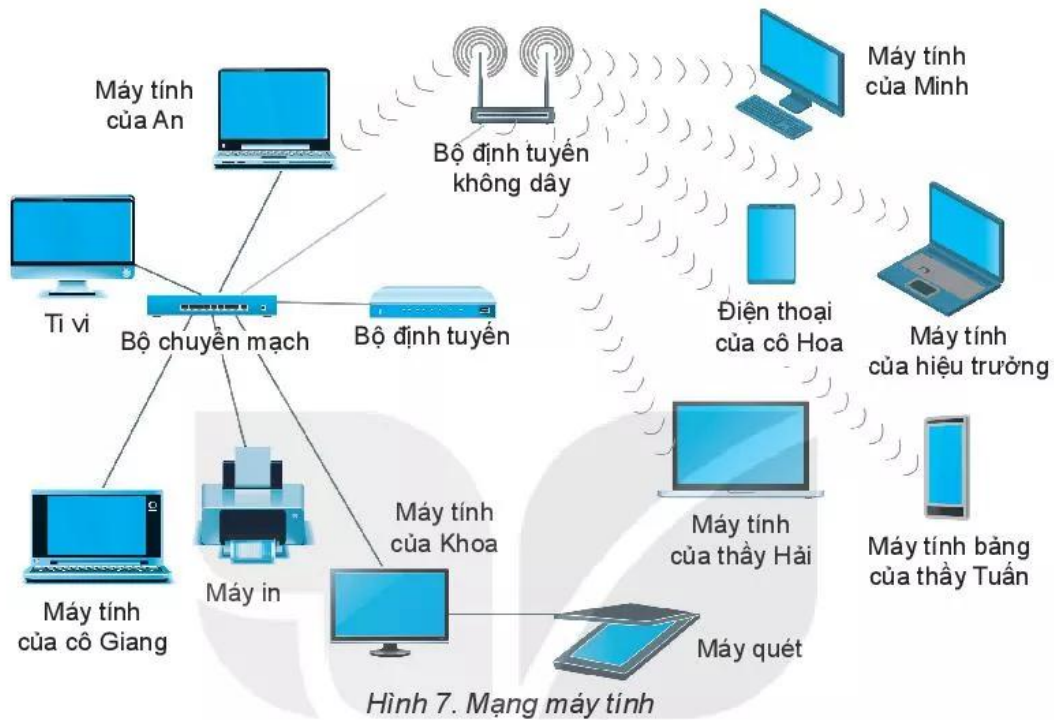 Máy tính
của An
Bộ định tuyến
không dây
Máy tính
của Minh
Ti vi
Bộ chuyển mạch
Bộ định tuyến
Điện thoại
của cô Hoa
Máy tính
của hiệu trưởng
Máy tính
của cô Giang
Máy in
Máy tính
của Khoa
Máy quét
Máy tính
của thầy Hải
Máy tính bảng
của thầy Tuấn
Hình 7. Mạng máy tính